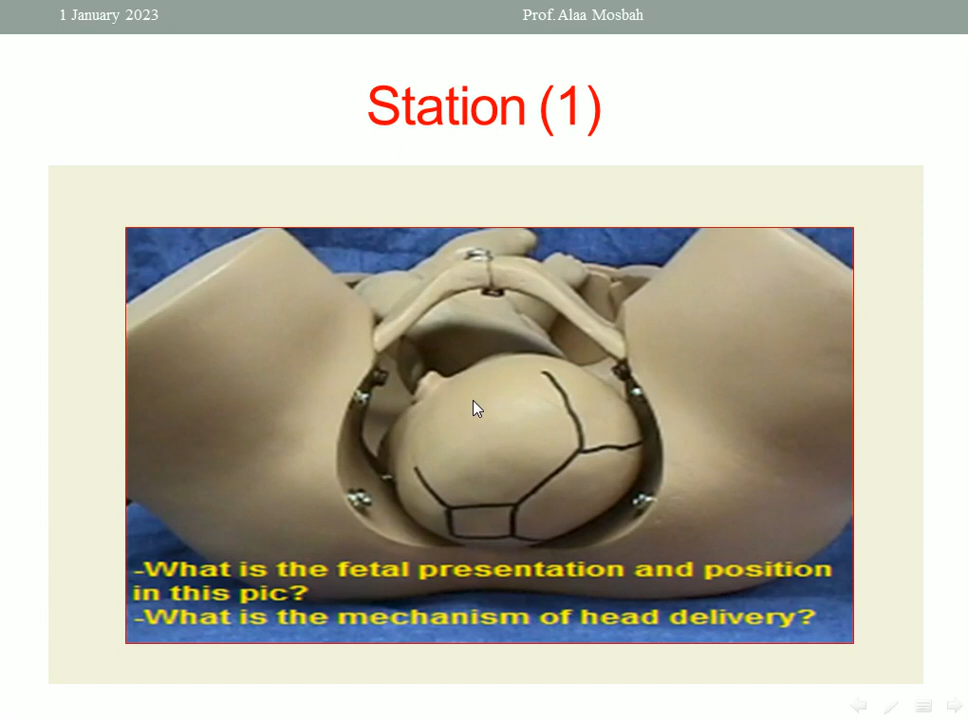 1 January 2023
Prof. Alaa Mosbah
Station (1)
-What is the fetal presentation and position
in this pic?
-What is the mechanism of head delivery?